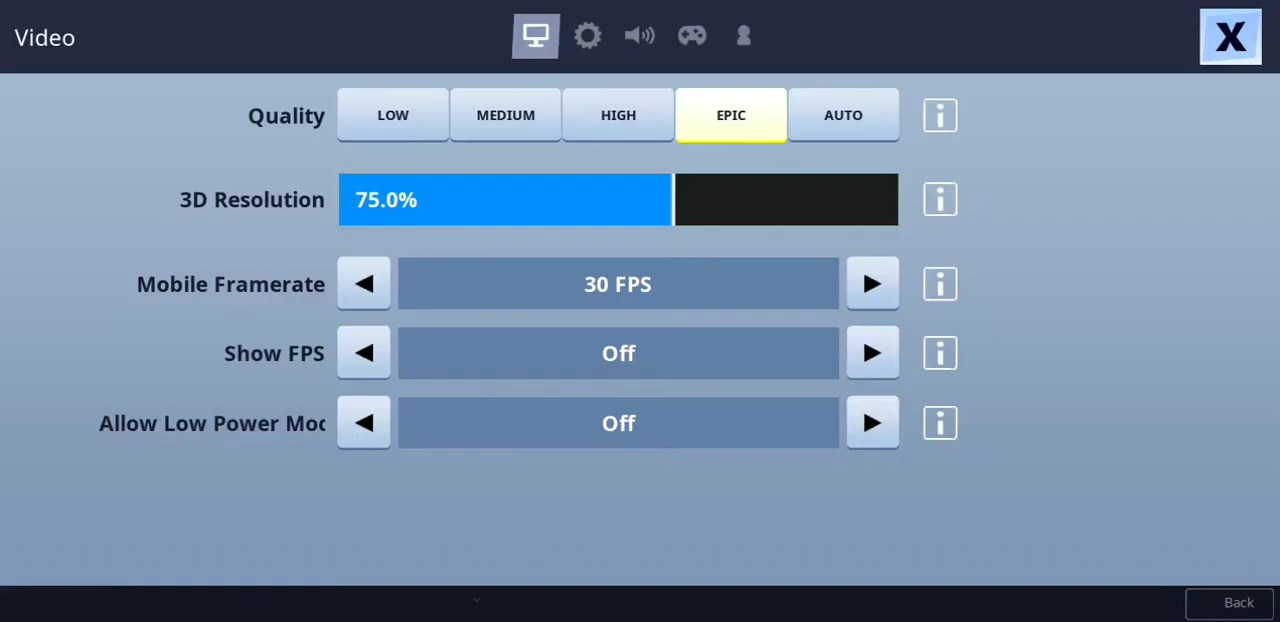 Video
X
Quality
LOW MEDIUM HIGH EPIC AUTO
3D Resolution 75.0%
Mobile Framerate 30 FPS
Show FPS Off
Allow Low Power Mod Off
Back